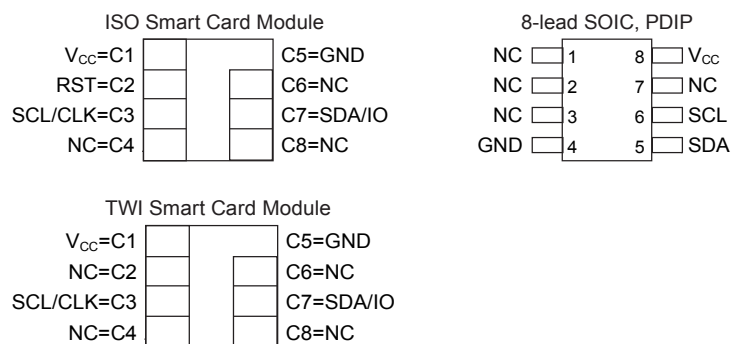 ISO Smart Card Module
VCC=C1
C5=GND
RST=C2
C6=NC
SCL/CLK=C3
C7=SDA/IO
NC=C4
C8=NC
8-lead SOIC, PDIP
NC 1 8 VCC
NC 2 7 NC
NC 3 6 SCL
GND 4 5 SDA
TWI Smart Card Module
VCC=C1
C5=GND
NC=C2
C6=NC
SCL/CLK=C3
C7=SDA/IO
NC=C4
C8=NC